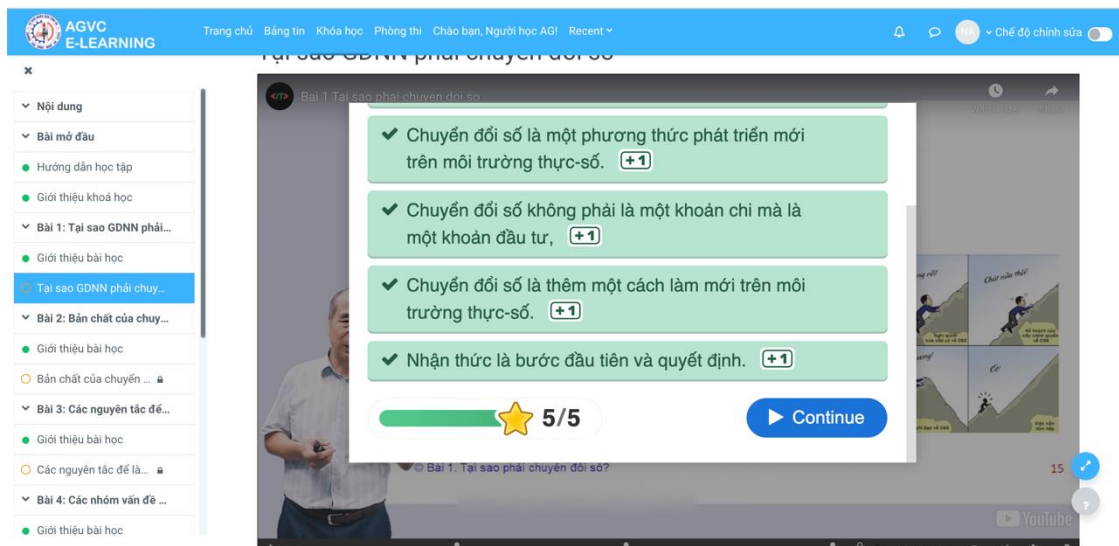 AGVC
E-LEARNING
Trang chủ Bảng tin Khóa học Phòng thi Chào bạn, Người học AG! Recent
NA Chế độ chỉnh sửa
Tại sao GDNN phải chuyển đổi số
Nội dung
Bài mở đầu
Hướng dẫn học tập
Giới thiệu khoá học
Bài 1: Tại sao GDNN phải...
Giới thiệu bài học
Tại sao GDNN phải chuy...
Bài 2: Bản chất của chuy...
Giới thiệu bài học
Bản chất của chuyển ...
Bài 3: Các nguyên tắc để...
Giới thiệu bài học
Các nguyên tắc để là...
Bài 4: Các nhóm vấn đề ...
Giới thiệu bài học
</T>
Bai 1 Tai sao phai chuyen doi so
Chuyển đổi số là một phương thức phát triển mới
trên môi trường thực-số. +1
Chuyển đổi số không phải là một khoản chi mà là
một khoản đầu tư, +1
Chuyển đổi số là thêm một cách làm mới trên môi
trường thực-số. +1
Nhận thức là bước đầu tiên và quyết định. +1
5/5
Continue
Chút nữa thôi!
© Bài 1. Tại sao phải chuyển đổi số?
15
YouTube
?